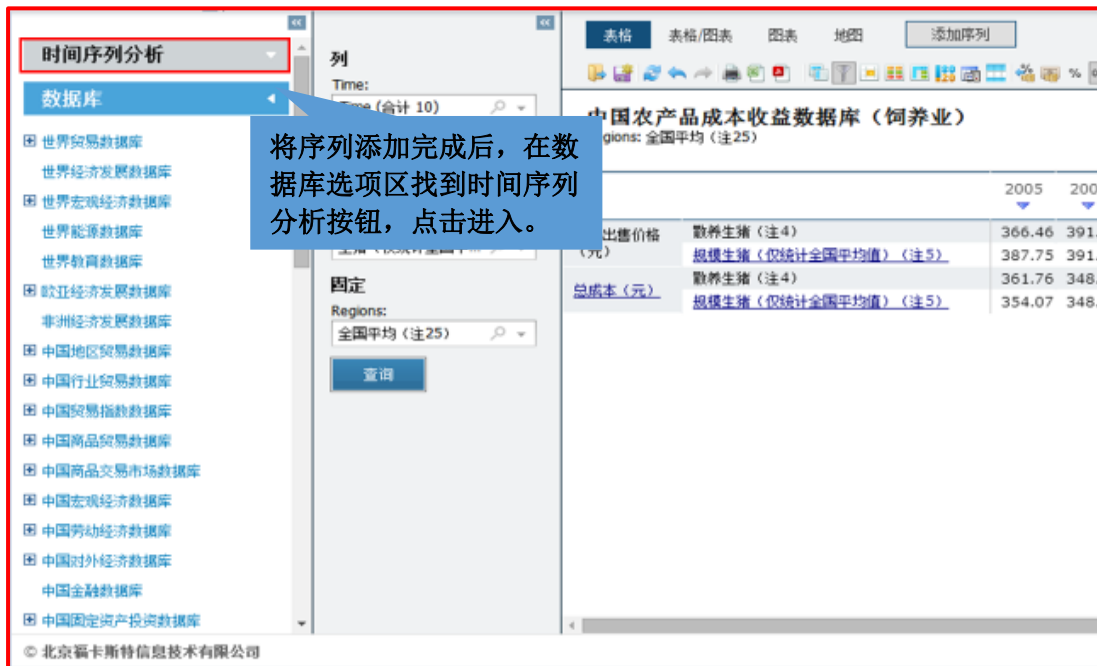 时间序列分析
数据库
世界贸易数据库
世界经济发展数据库
世界宏观经济数据库
世界能源数据库
世界教育数据库
欧亚经济发展数据库
非洲经济发展数据库
中国地区贸易数据库
中国行业贸易数据库
中国贸易指数数据库
中国商品贸易数据库
中国商品交易市场数据库
中国宏观经济数据库
中国劳动经济数据库
中国对外经济数据库
中国金融数据库
中国固定资产投资数据库
列
Time:
Time (合计 10)
将序列添加完成后，在数
据库选项区找到时间序列
分析按钮，点击进入。
固定
Regions:
全国平均（注25）
查询
表格 表格/图表 图表 地图 添加序列
%
中国农产品成本收益数据库（饲养业）
gions: 全国平均（注25）
2005 200
出售价格
（元）
散养生猪（注4） 366.46 391.
规模生猪（仅统计全国平均值）（注5） 387.75 391.
总成本（元）
散养生猪（注4） 361.76 348.
规模生猪（仅统计全国平均值）（注5） 354.07 348.
© 北京福卡斯特信息技术有限公司